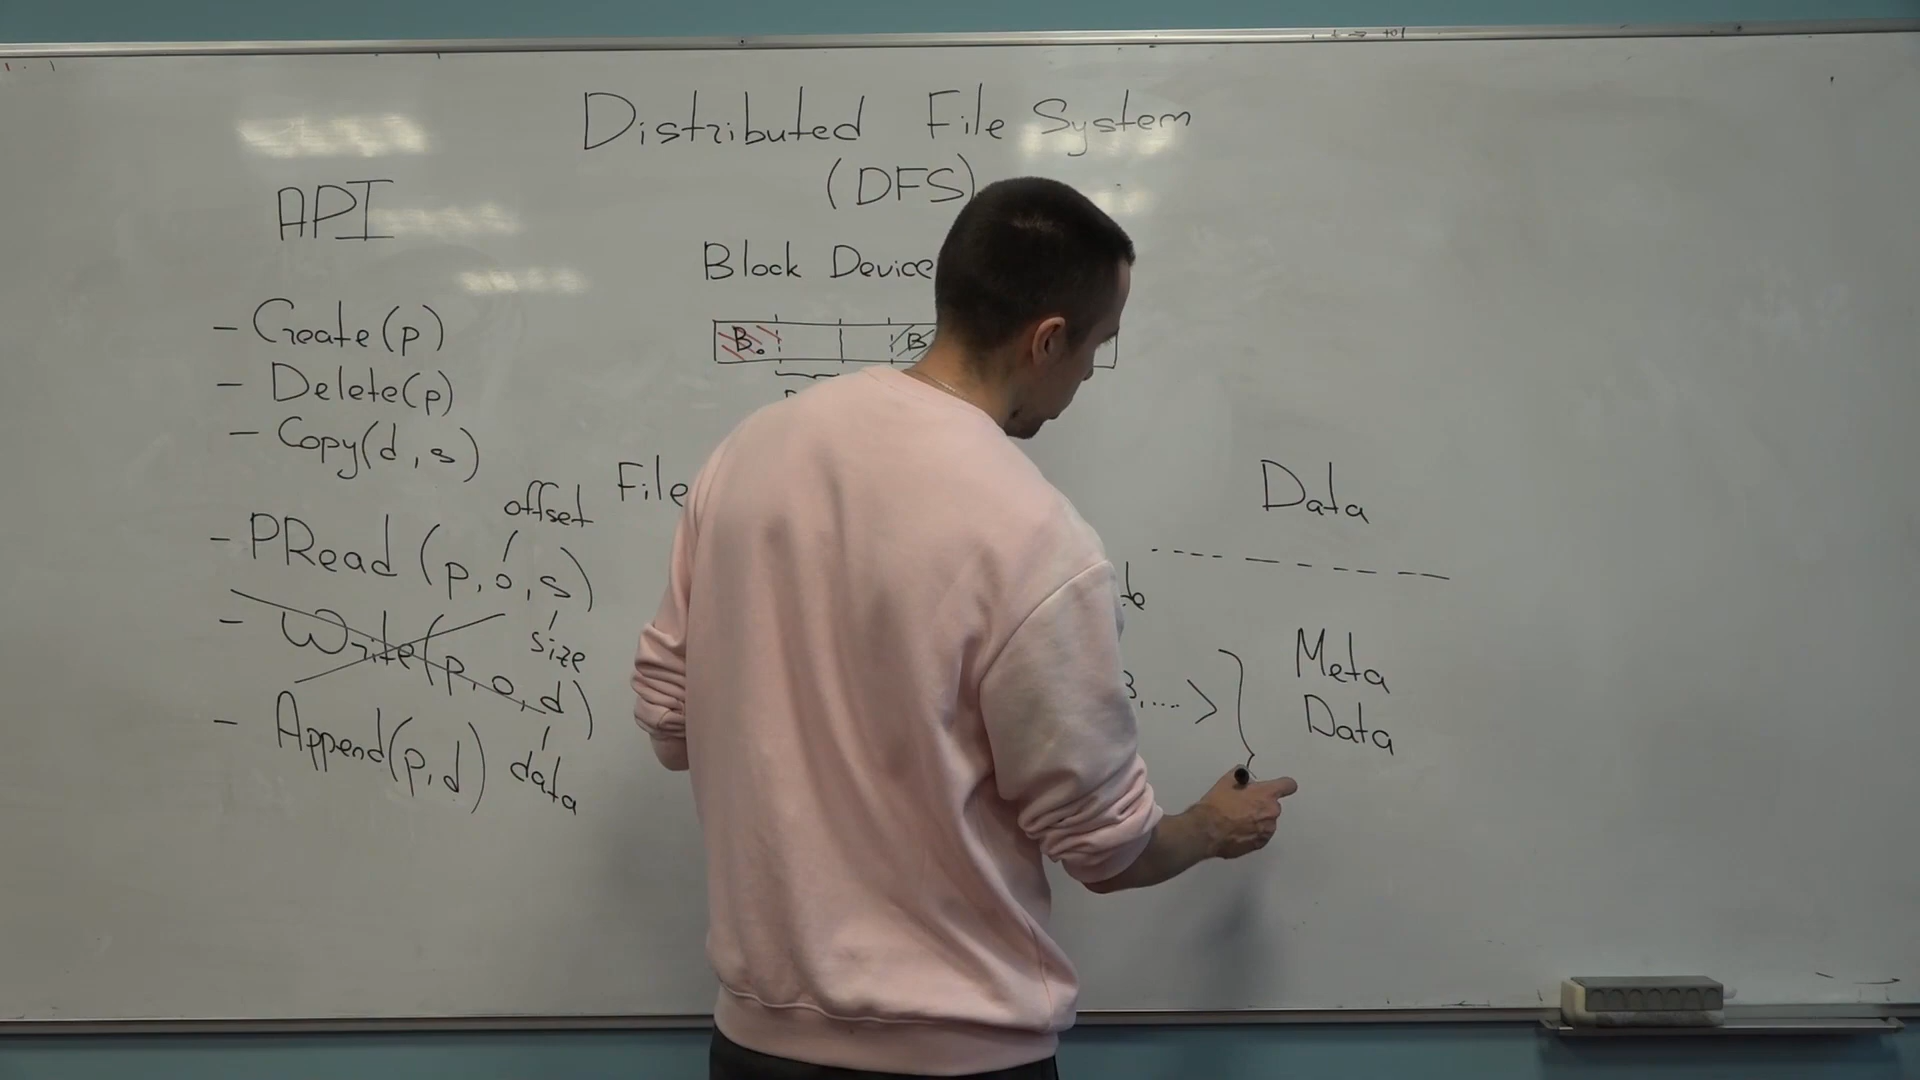 Distributed File System
(DFS)
API
- Create(p)
- Delete(p)
- Copy(d, s)
offset
- PRead (p, o, s)
size
- Write(p, o, d)
- Append(p, d)
data
Block Device
B₀
B
File
Data
Meta
Data